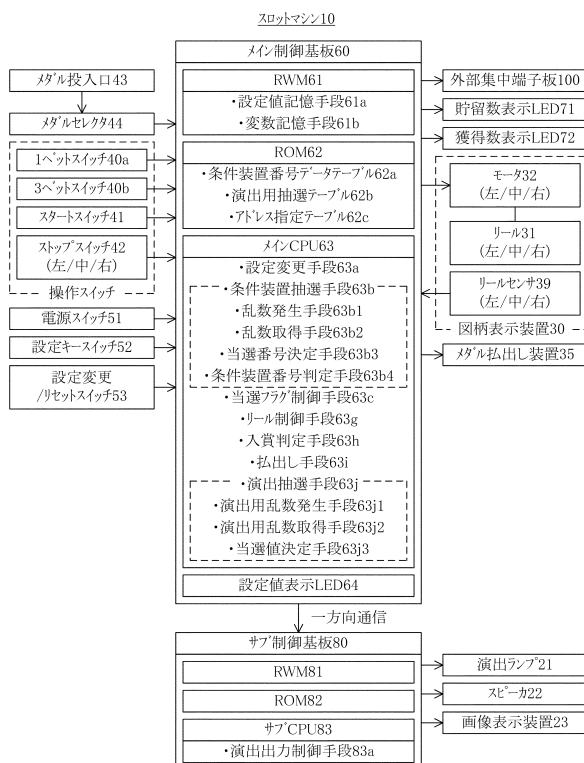 スロットマシン10
メイン制御基板60
メダル投入口43
メダルセレクタ44
1ベットスイッチ40a
3ベットスイッチ40b
スタートスイッチ41
ストップスイッチ42
(左/中/右)
操作スイッチ
電源スイッチ51
設定キースイッチ52
設定変更
/リセットスイッチ53
RWM61
・設定値記憶手段61a
・変数記憶手段61b
ROM62
・条件装置番号データテーブル62a
・演出用抽選テーブル62b
・アドレス指定テーブル62c
メインCPU63
・設定変更手段63a
・条件装置抽選手段63b
・乱数発生手段63b1
・乱数取得手段63b2
・当選番号決定手段63b3
・条件装置番号判定手段63b4
・当選フラグ制御手段63c
・リール制御手段63g
・入賞判定手段63h
・払出し手段63i
・演出抽選手段63j
・演出用乱数発生手段63j1
・演出用乱数取得手段63j2
・当選値決定手段63j3
設定値表示LED64
外部集中端子板100
貯留数表示LED71
獲得数表示LED72
モータ32
(左/中/右)
リール31
(左/中/右)
リールセンサ39
(左/中/右)
図柄表示装置30
メダル払出し装置35
一方向通信
サブ制御基板80
RWM81
ROM82
サブCPU83
・演出出力制御手段83a
演出ランプ21
スピーカ22
画像表示装置23